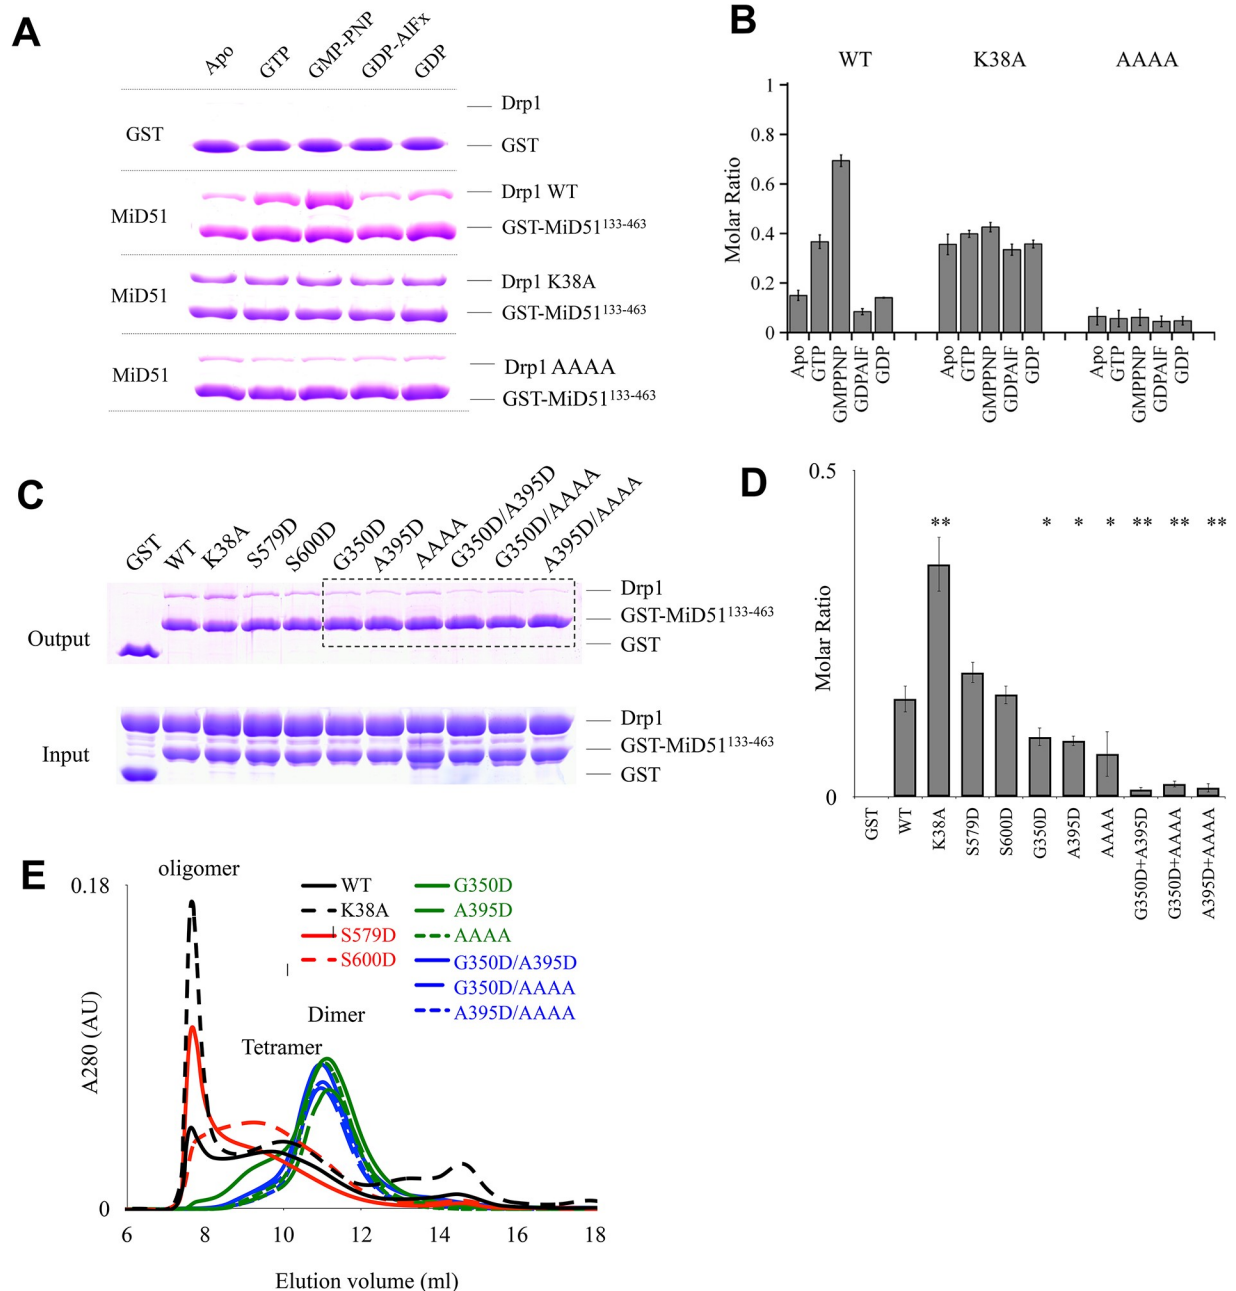 A
Apo GTP GMP-PNP GDP-AlFx GDP
Drp1
GST
GST
Drp1 WT
MiD51
GST-MiD51133-463
Drp1 K38A
MiD51
GST-MiD51133-463
Drp1 AAAA
MiD51
GST-MiD51133-463
B
WT K38A AAAA
Molar Ratio
1
0.8
0.6
0.4
0.2
0
Apo GTP GMPPNP GDPAlF GDP Apo GTP GMPPNP GDPAlF GDP Apo GTP GMPPNP GDPAlF GDP
C
GST WT K38A S579D S600D G350D A395D AAAA G350D/A395D G350D/AAAA A395D/AAAA
Drp1
GST-MiD51133-463
Output
GST
Drp1
GST-MiD51133-463
Input
GST
D
0.5
** * * * ** ** **
Molar Ratio
0
GST WT K38A S579D S600D G350D A395D AAAA G350D+A395D G350D+AAAA A395D+AAAA
E
oligomer
0.18
WT G350D
K38A A395D
S579D AAAA
S600D G350D/A395D
G350D/AAAA
A395D/AAAA
Dimer
Tetramer
A280 (AU)
0
6 8 10 12 14 16 18
Elution volume (ml)